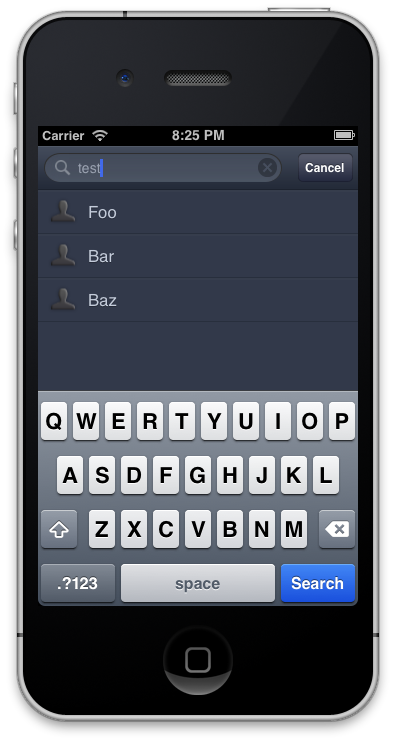 Carrier 8:25 PM
test Cancel
Foo
Bar
Baz
Q W E R T Y U I O P
A S D F G H J K L
Z X C V B N M
.?123 space Search